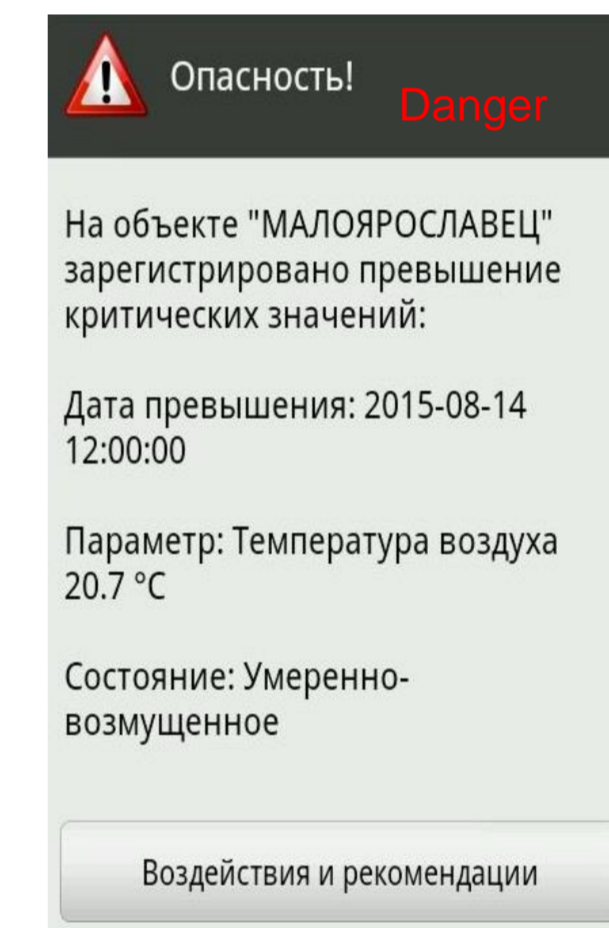 Опасность!
Danger
На объекте "МАЛОЯРОСЛАВЕЦ"
зарегистрировано превышение
критических значений:
Дата превышения: 2015-08-14
12:00:00
Параметр: Температура воздуха
20.7 °C
Состояние: Умеренно-
возмущенное
Воздействия и рекомендации